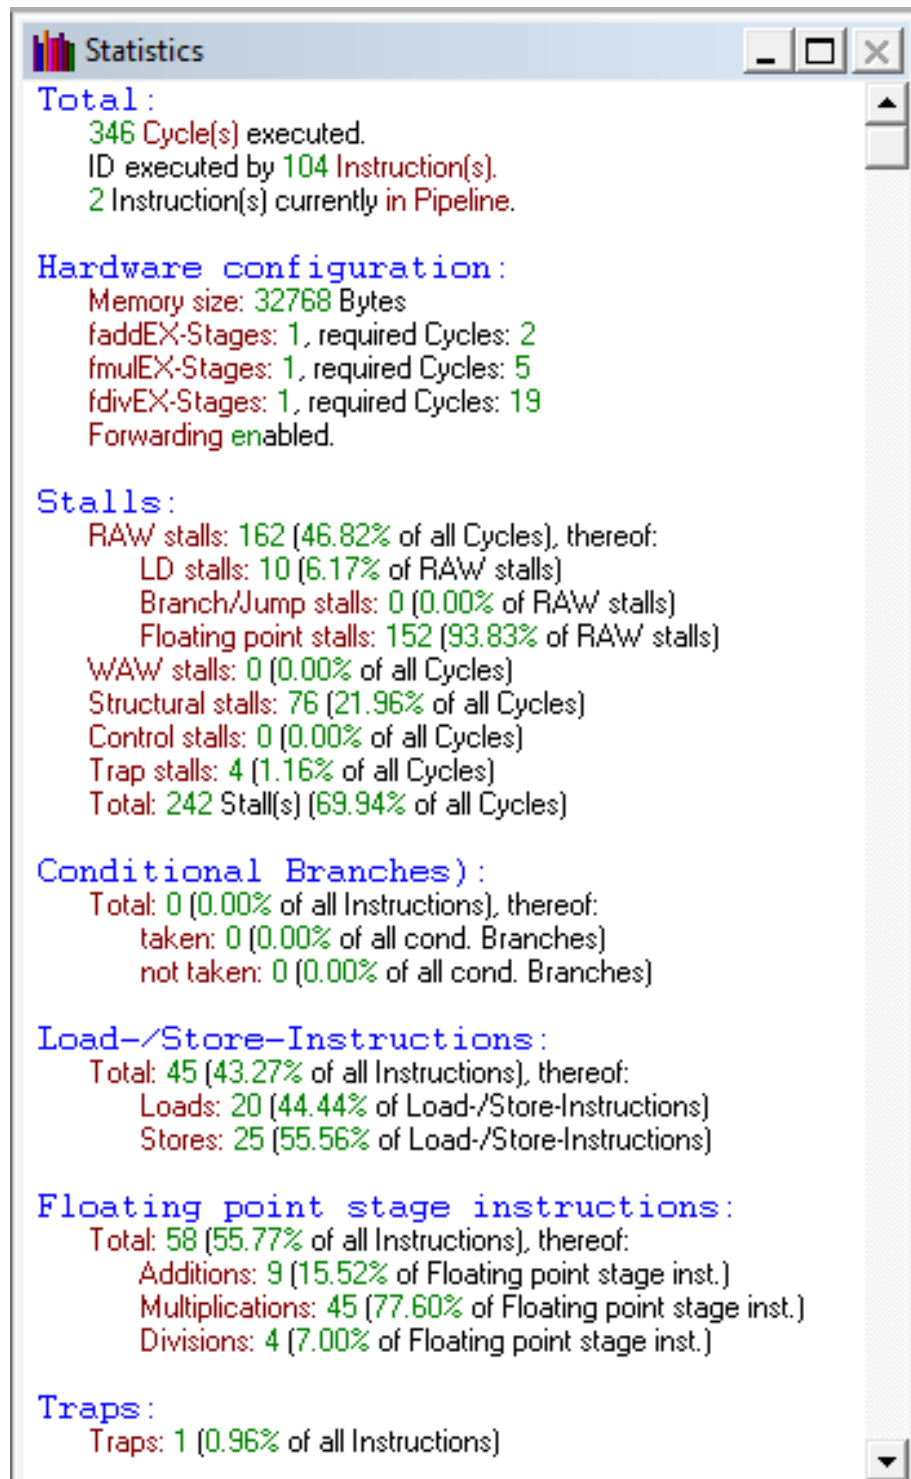 Statistics
Total:
346 Cycle(s) executed.
ID executed by 104 Instruction(s).
2 Instruction(s) currently in Pipeline.
Hardware configuration:
Memory size: 32768 Bytes
faddEX-Stages: 1, required Cycles: 2
fmulEX-Stages: 1, required Cycles: 5
fdivEX-Stages: 1, required Cycles: 19
Forwarding enabled.
Stalls:
RAW stalls: 162 (46.82% of all Cycles), thereof:
LD stalls: 10 (6.17% of RAW stalls)
Branch/Jump stalls: 0 (0.00% of RAW stalls)
Floating point stalls: 152 (93.83% of RAW stalls)
WAW stalls: 0 (0.00% of all Cycles)
Structural stalls: 76 (21.96% of all Cycles)
Control stalls: 0 (0.00% of all Cycles)
Trap stalls: 4 (1.16% of all Cycles)
Total: 242 Stall(s) (69.94% of all Cycles)
Conditional Branches):
Total: 0 (0.00% of all Instructions), thereof:
taken: 0 (0.00% of all cond. Branches)
not taken: 0 (0.00% of all cond. Branches)
Load-/Store-Instructions:
Total: 45 (43.27% of all Instructions), thereof:
Loads: 20 (44.44% of Load-/Store-Instructions)
Stores: 25 (55.56% of Load-/Store-Instructions)
Floating point stage instructions:
Total: 58 (55.77% of all Instructions), thereof:
Additions: 9 (15.52% of Floating point stage inst.)
Multiplications: 45 (77.60% of Floating point stage inst.)
Divisions: 4 (7.00% of Floating point stage inst.)
Traps:
Traps: 1 (0.96% of all Instructions)